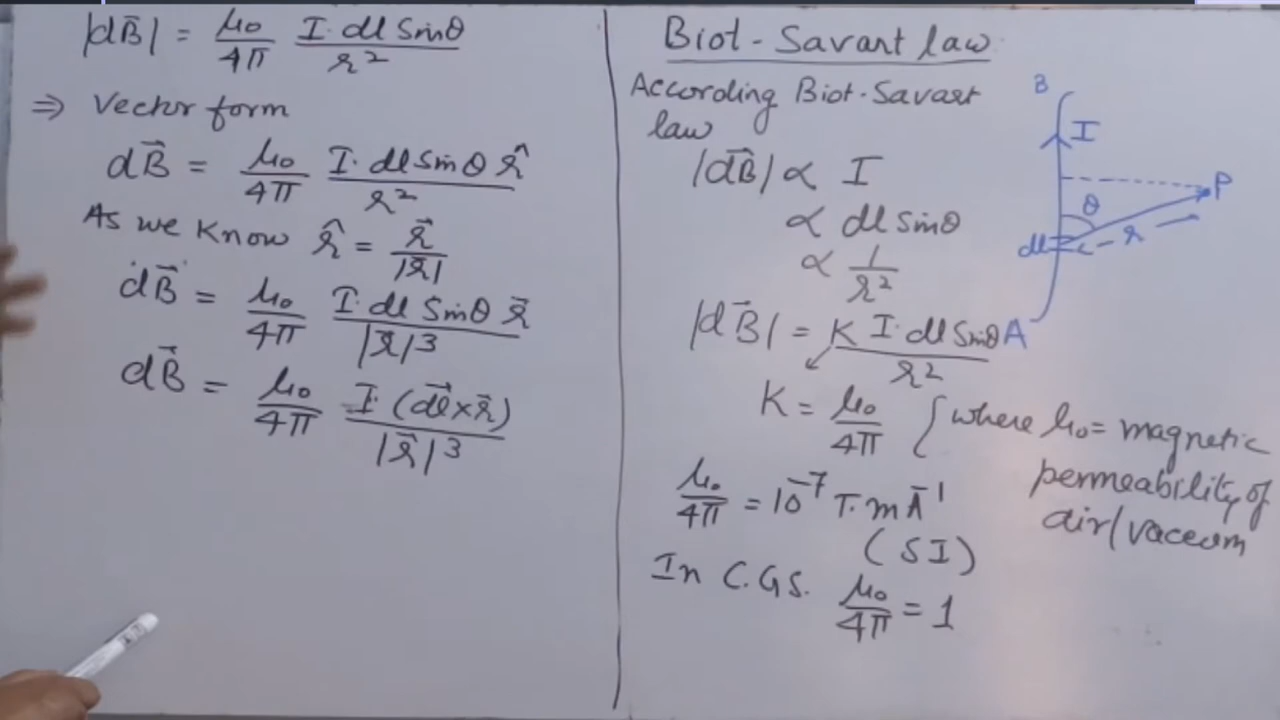 |dB⃗| = μ₀/4π I·dl Sinθ/r²
⇒ Vector form
dB⃗ = μ₀/4π I·dl Sinθ r̂/r²
As we know r̂ = r⃗/|r⃗|
dB⃗ = μ₀/4π I·dl Sinθ r⃗/|r⃗|³
dB⃗ = μ₀/4π I·(dl⃗×r⃗)/|r⃗|³
Biot-Savart law
According Biot-Savart
law
|dB⃗| ∝ I
∝ dl sinθ
∝ 1/r²
|dB⃗| = K I·dl Sinθ/r²
K = μ₀/4π { where μ₀ = magnetic
permeability of
air/vaceum
μ₀/4π = 10⁻⁷ T·m A⁻¹
(SI)
In C.G.S. μ₀/4π = 1
B
I
P
θ
r
dl
A